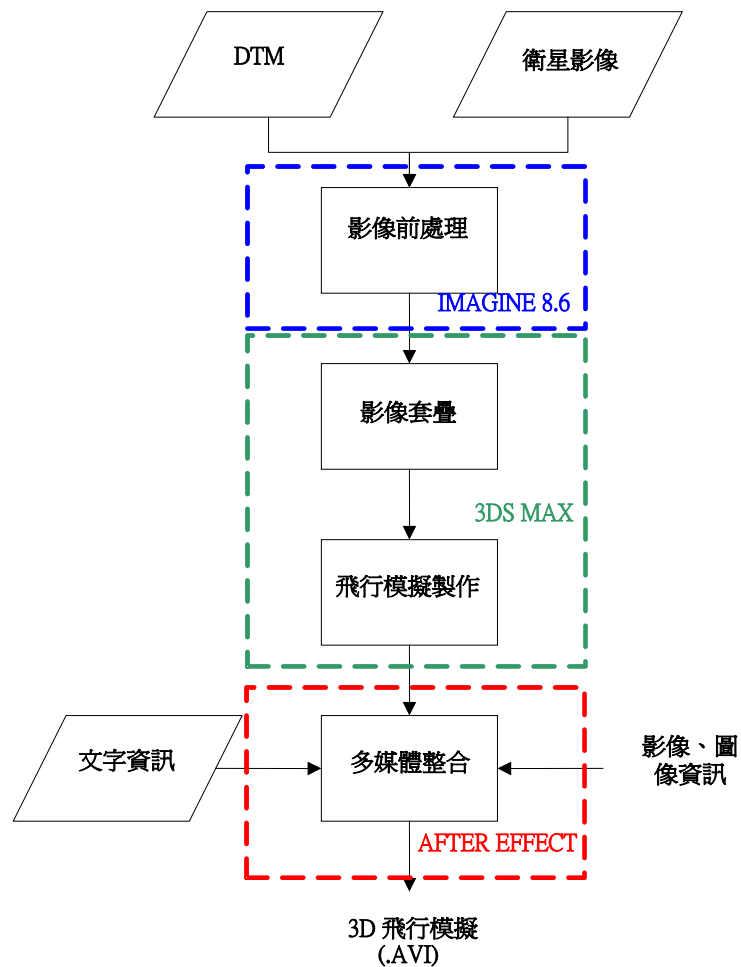 DTM
衛星影像
影像前處理
IMAGINE 8.6
影像套疊
3DS MAX
飛行模擬製作
文字資訊
多媒體整合
影像、圖
像資訊
AFTER EFFECT
3D 飛行模擬
(.AVI)